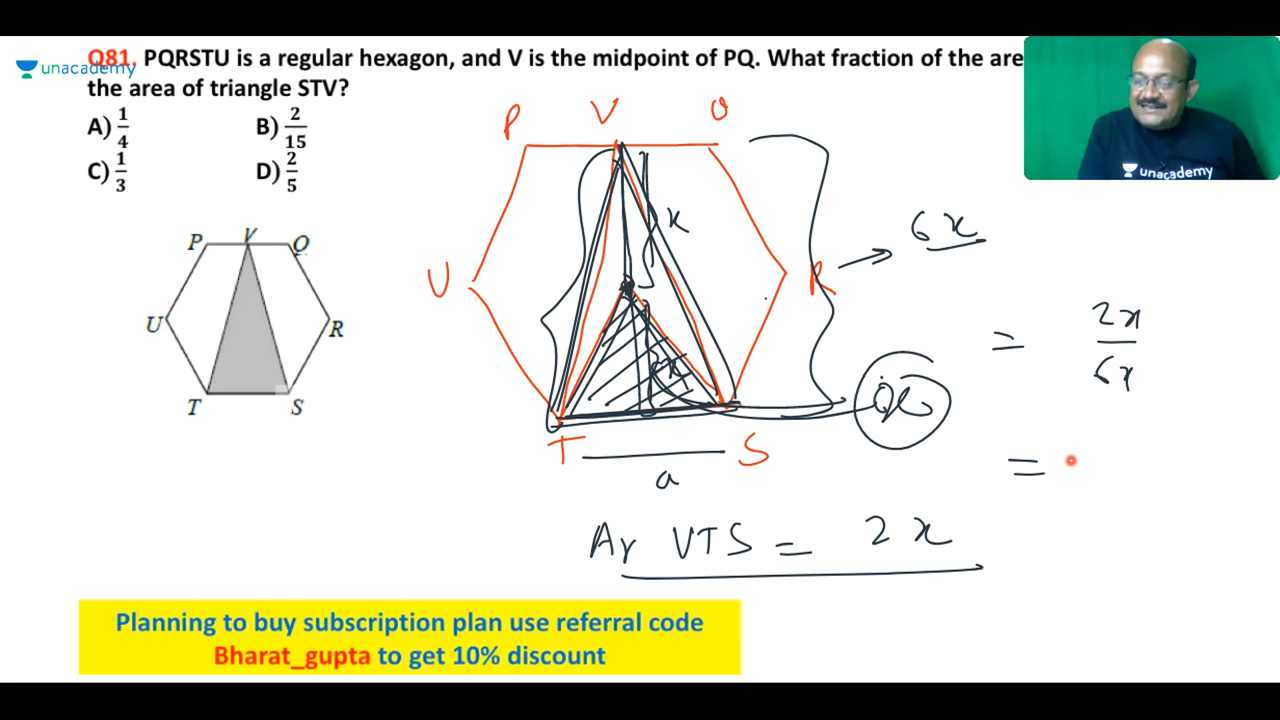 Q81. PQRSTU is a regular hexagon, and V is the midpoint of PQ. What fraction of the are
unacademy
the area of triangle STV?
A) 1/4 B) 2/15
C) 1/3 D) 2/5
unacademy
P V Q
U R
T S
P V Q
x
U R
6x
x
T S
a
= 2x/6x
=
Ar VTS = 2x
Planning to buy subscription plan use referral code
Bharat_gupta to get 10% discount